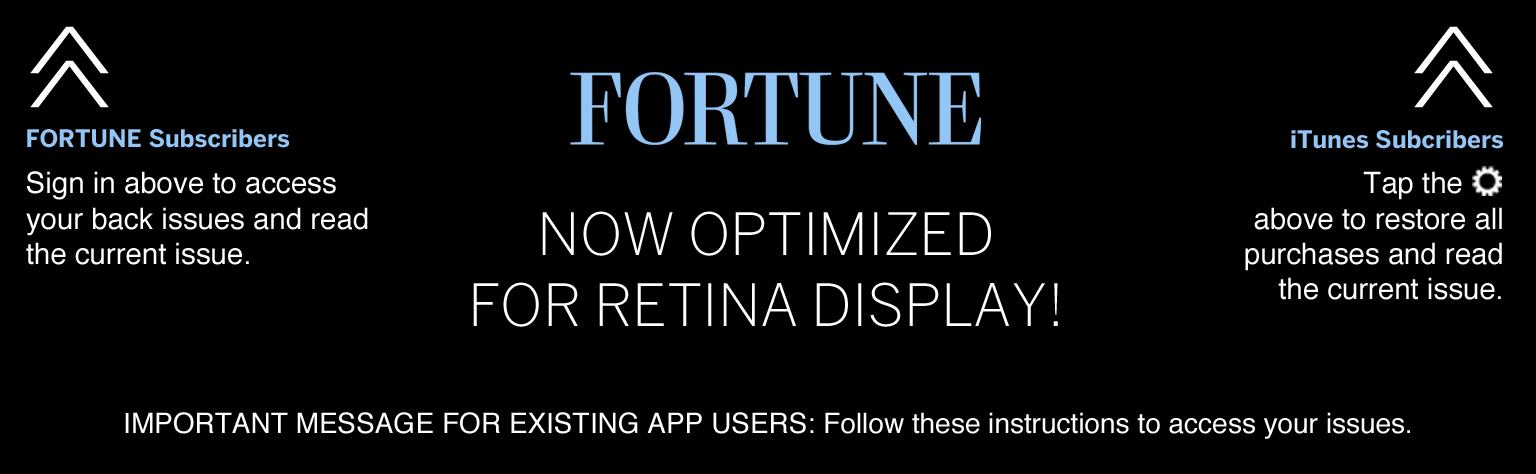 FORTUNE Subscribers
Sign in above to access
your back issues and read
the current issue.
FORTUNE
NOW OPTIMIZED
FOR RETINA DISPLAY!
iTunes Subcribers
Tap the
above to restore all
purchases and read
the current issue.
IMPORTANT MESSAGE FOR EXISTING APP USERS: Follow these instructions to access your issues.